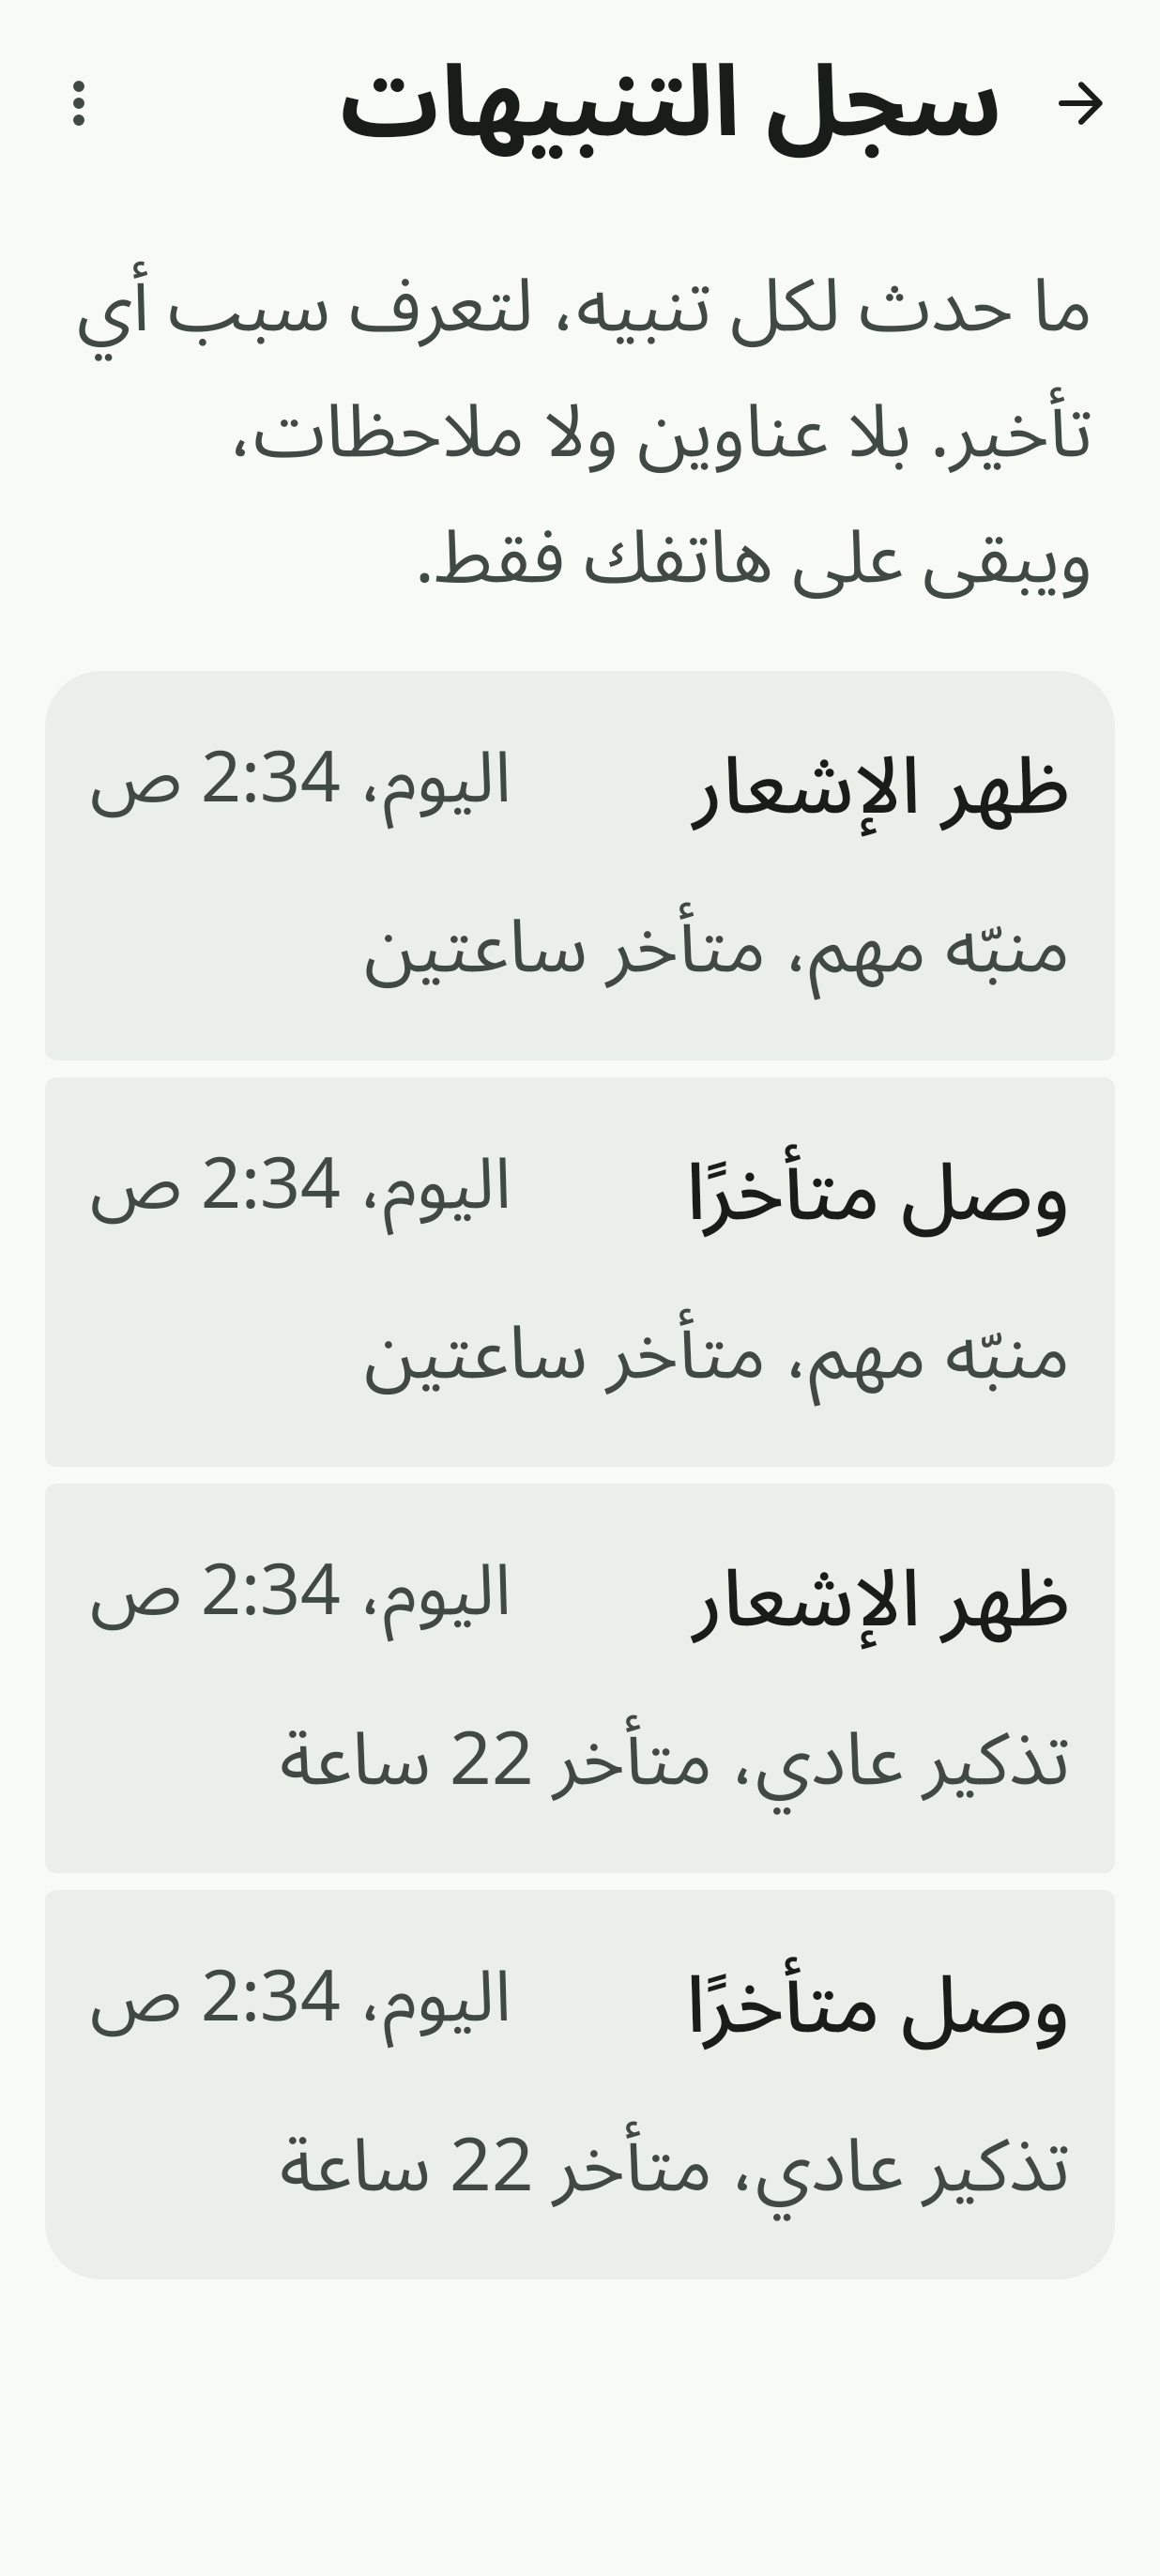 سجل التنبيهات
ما حدث لكل تنبيه، لتعرف سبب أي
تأخير. بلا عناوين ولا ملاحظات،
ويبقى على هاتفك فقط.
ظهر الإشعار
اليوم، 2:34 ص
منبّه مهم، متأخر ساعتين
وصل متأخرًا
اليوم، 2:34 ص
منبّه مهم، متأخر ساعتين
ظهر الإشعار
اليوم، 2:34 ص
تذكير عادي، متأخر 22 ساعة
وصل متأخرًا
اليوم، 2:34 ص
تذكير عادي، متأخر 22 ساعة